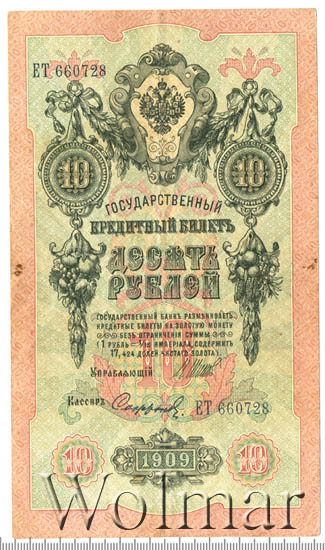 ЕТ 660728
10 10
ГОСУДАРСТВЕННЫЙ
КРЕДИТНЫЙ БИЛЕТЪ
ДЕСЯТЬ
РУБЛЕЙ
ГОСУДАРСТВЕННЫЙ БАНКЪ РАЗМѢНИВАЕТЪ
КРЕДИТНЫЕ БИЛЕТЫ НА ЗОЛОТУЮ МОНЕТУ
БЕЗЪ ОГРАНИЧЕНІЯ СУММЫ
(1 РУБЛЬ = 1/15 ИМПЕРІАЛА, СОДЕРЖИТЪ
17,424 ДОЛЕЙ ЧИСТАГО ЗОЛОТА).
10
Управляющій
Кассиръ
ЕТ 660728
10 1909 10
Wolmar